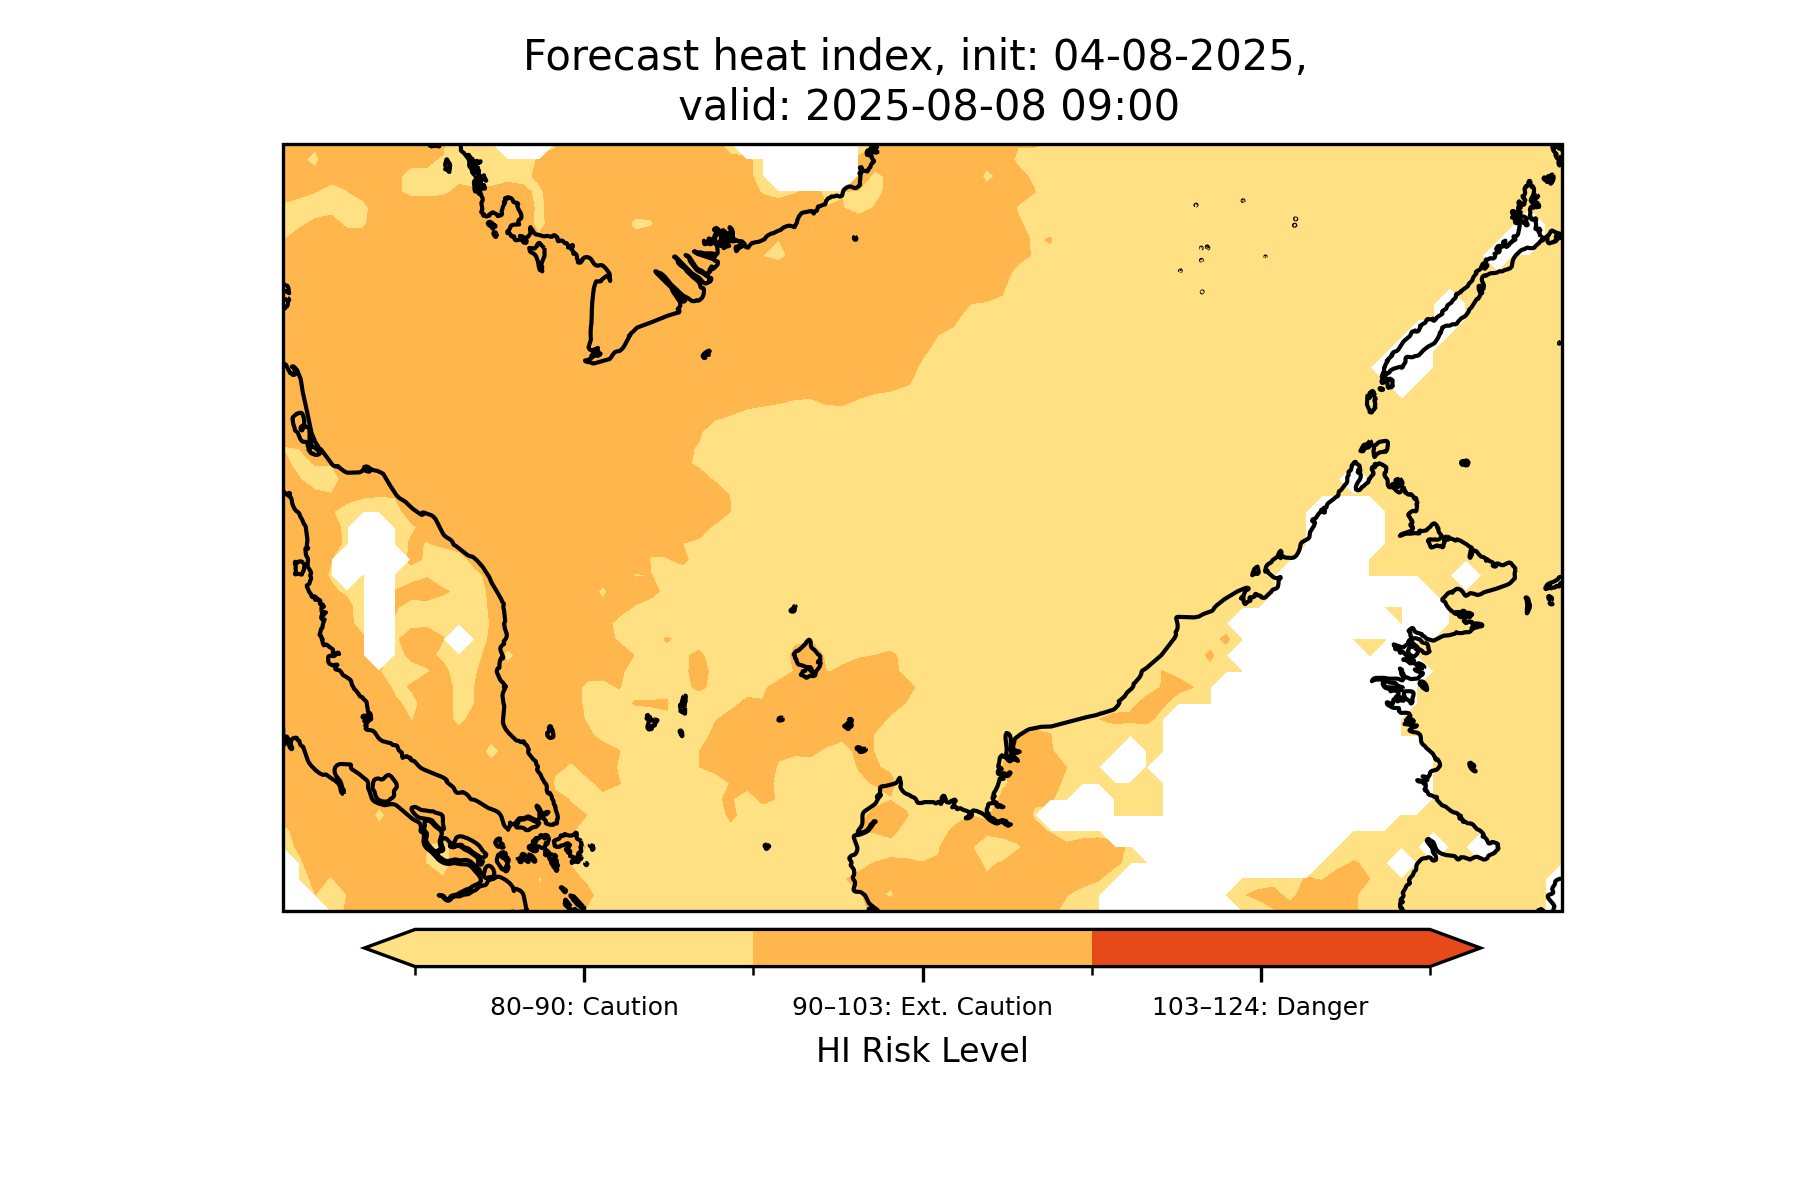 Forecast heat index, init: 04-08-2025,
valid: 2025-08-08 09:00
80–90: Caution
90–103: Ext. Caution
103–124: Danger
HI Risk Level